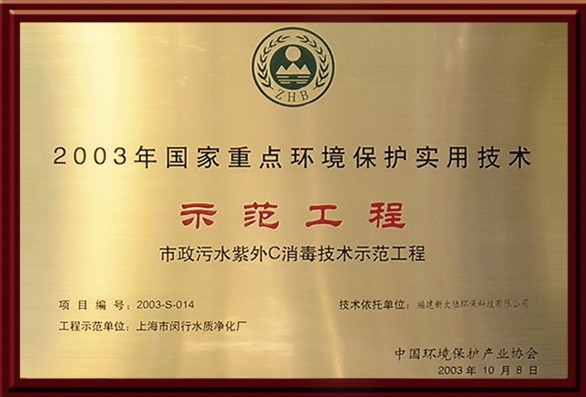 ZHB
2003年国家重点环境保护实用技术
示范工程
市政污水紫外C消毒技术示范工程
项目编号：2003-S-014
技术依托单位：福建新大陆环保科技有限公司
工程示范单位：上海市闵行水质净化厂
中国环境保护产业协会
2003年10月8日